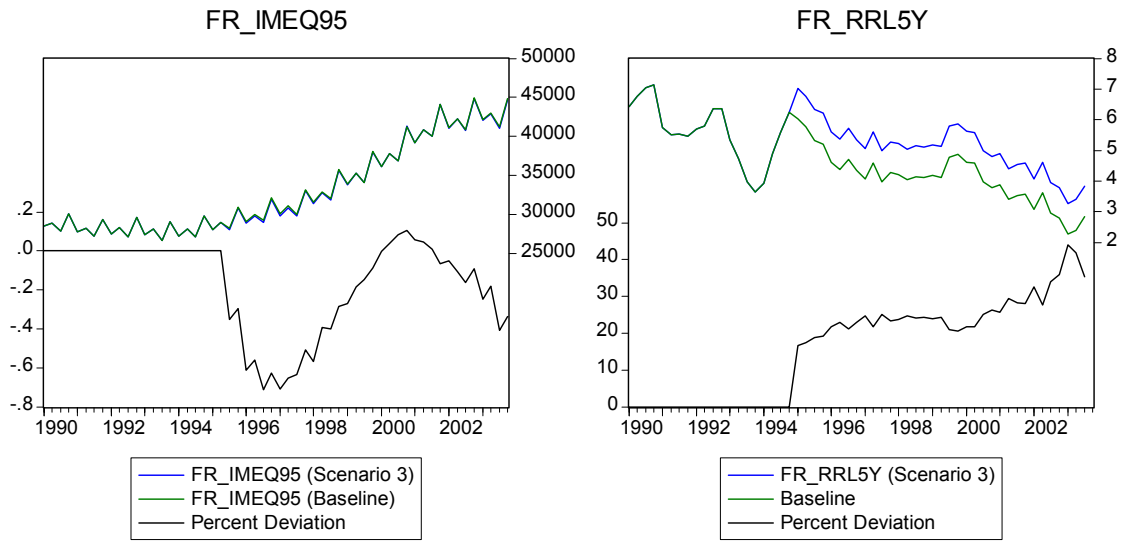 FR_IMEQ95
50000
45000
40000
35000
30000
25000
.2
.0
-.2
-.4
-.6
-.8
1990 1992 1994 1996 1998 2000 2002
FR_IMEQ95 (Scenario 3)
FR_IMEQ95 (Baseline)
Percent Deviation
FR_RRL5Y
8
7
6
5
4
3
2
50
40
30
20
10
0
1990 1992 1994 1996 1998 2000 2002
FR_RRL5Y (Scenario 3)
Baseline
Percent Deviation